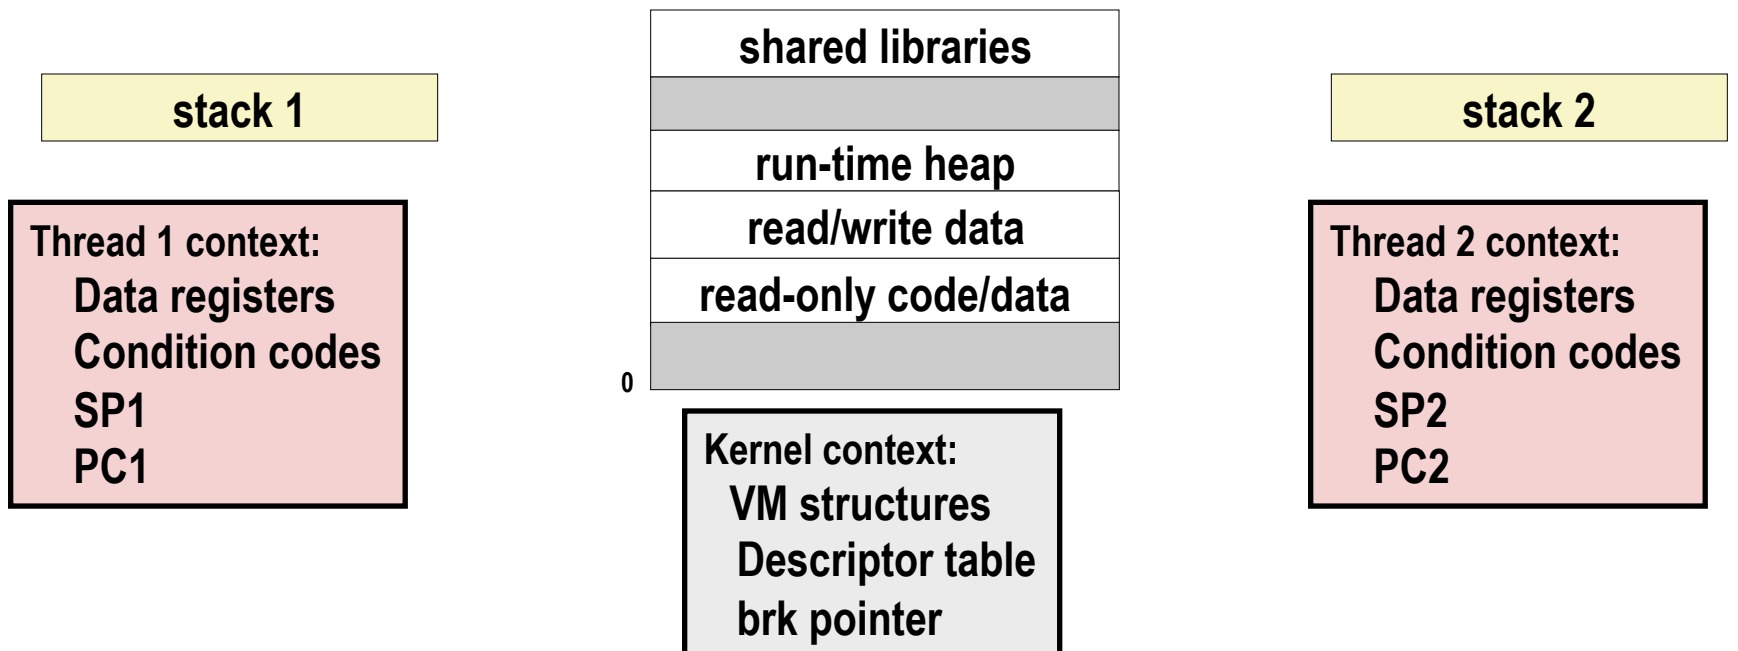 stack 1
Thread 1 context:
Data registers
Condition codes
SP1
PC1
shared libraries
run-time heap
read/write data
read-only code/data
0
Kernel context:
VM structures
Descriptor table
brk pointer
stack 2
Thread 2 context:
Data registers
Condition codes
SP2
PC2